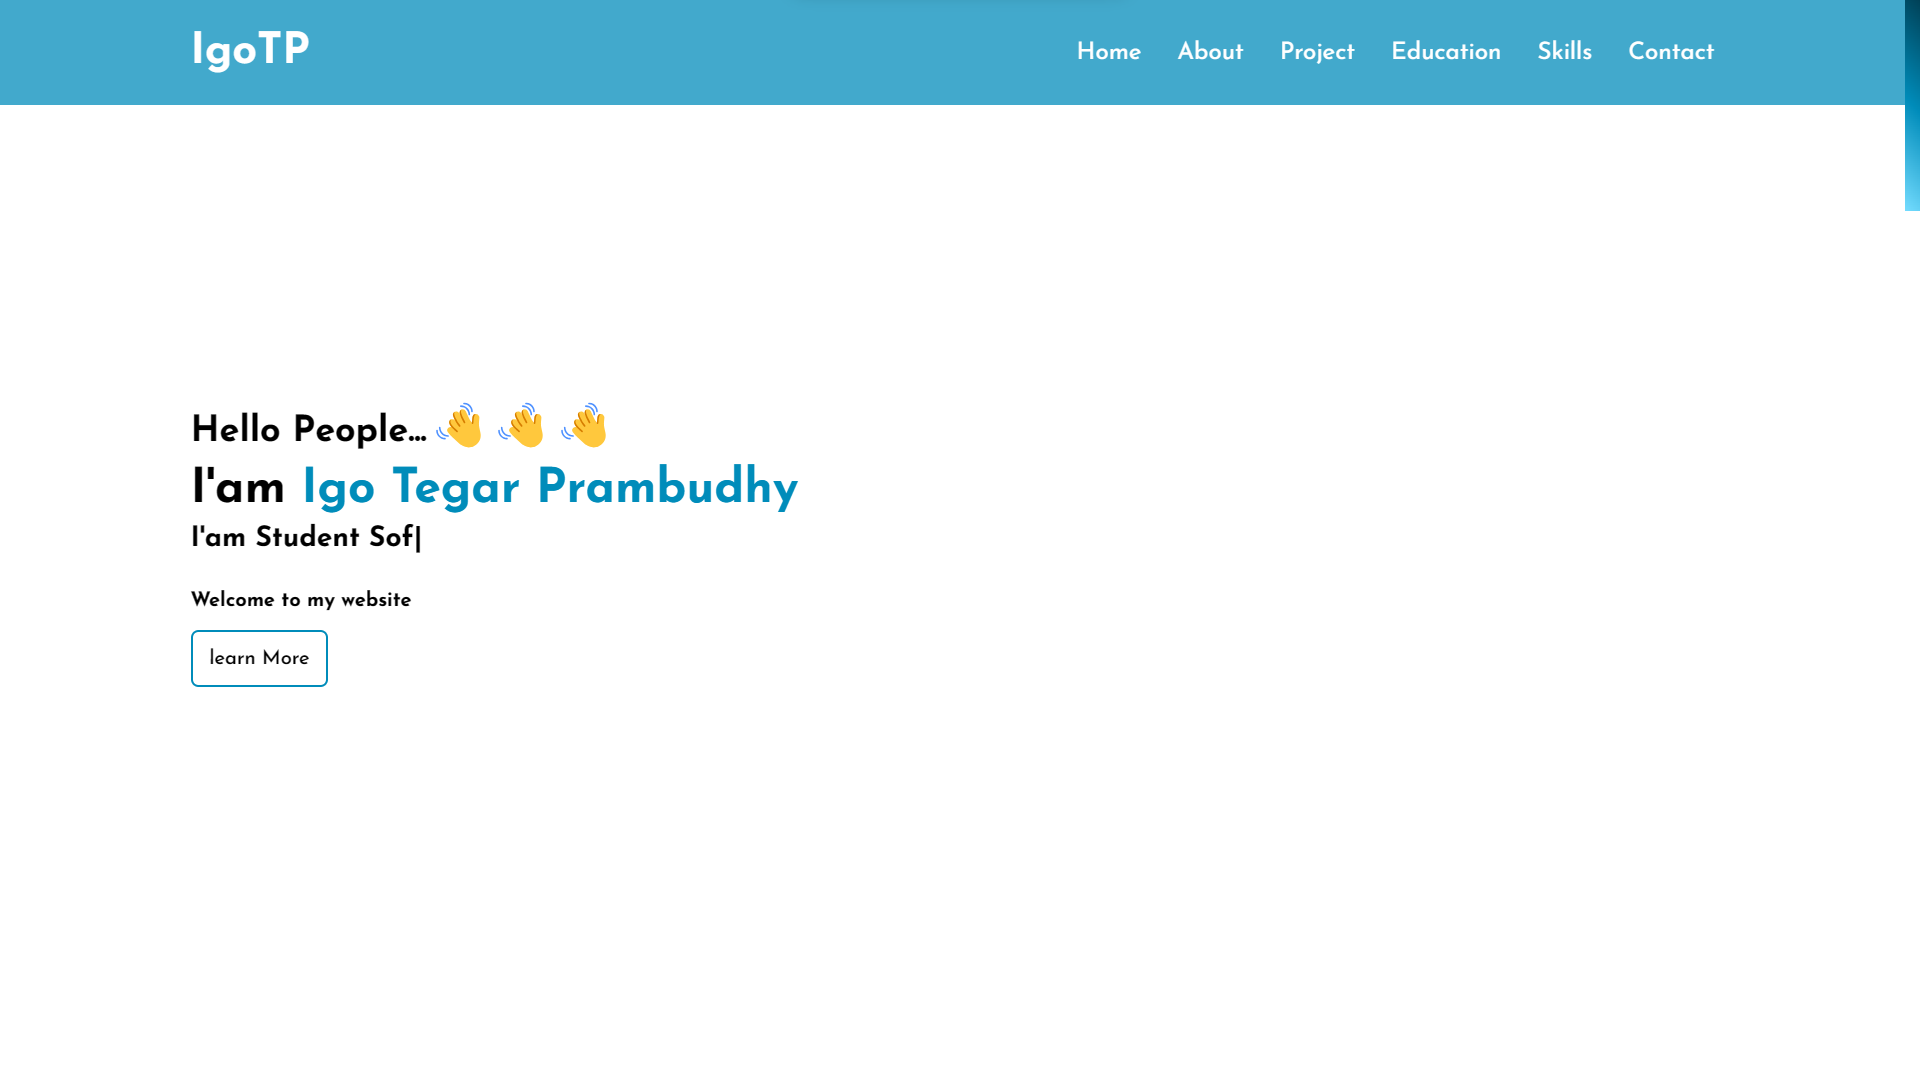 IgoTP
Home About Project Education Skills Contact
Hello People... 👋 👋 👋
I'am Igo Tegar Prambudhy
I'am Student Sof|
Welcome to my website
learn More